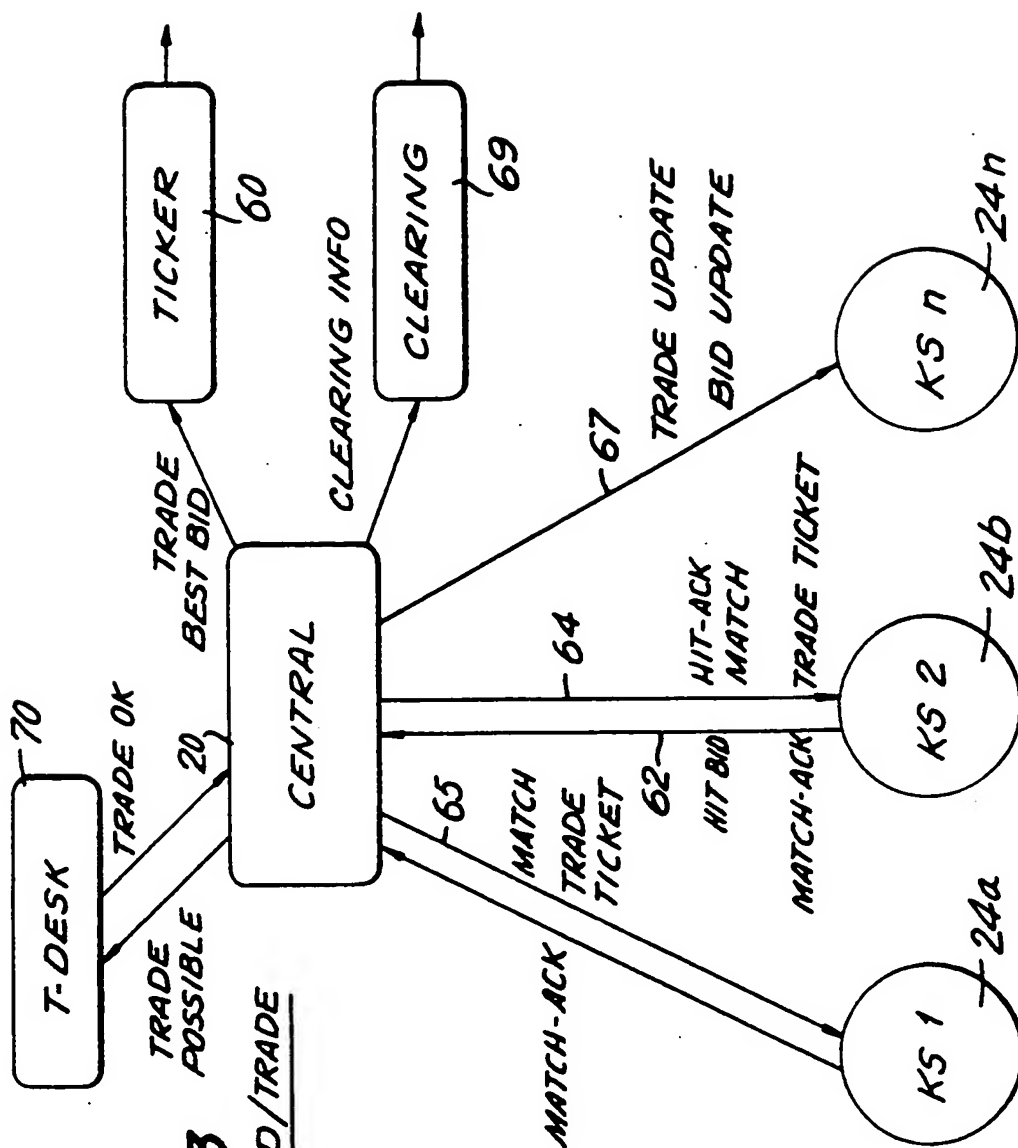 T-DESK
70
TRADE OK
TRADE
POSSIBLE
20
CENTRAL
TRADE
BEST BID
TICKER
60
CLEARING INFO
CLEARING
69
3
D/TRADE
MATCH-ACK
65
MATCH
TRADE
TICKET
62
HIT BID
MATCH-ACK
64
HIT-ACK
MATCH
TRADE TICKET
67
TRADE UPDATE
BID UPDATE
KS 1
24a
KS 2
24b
KS n
24n